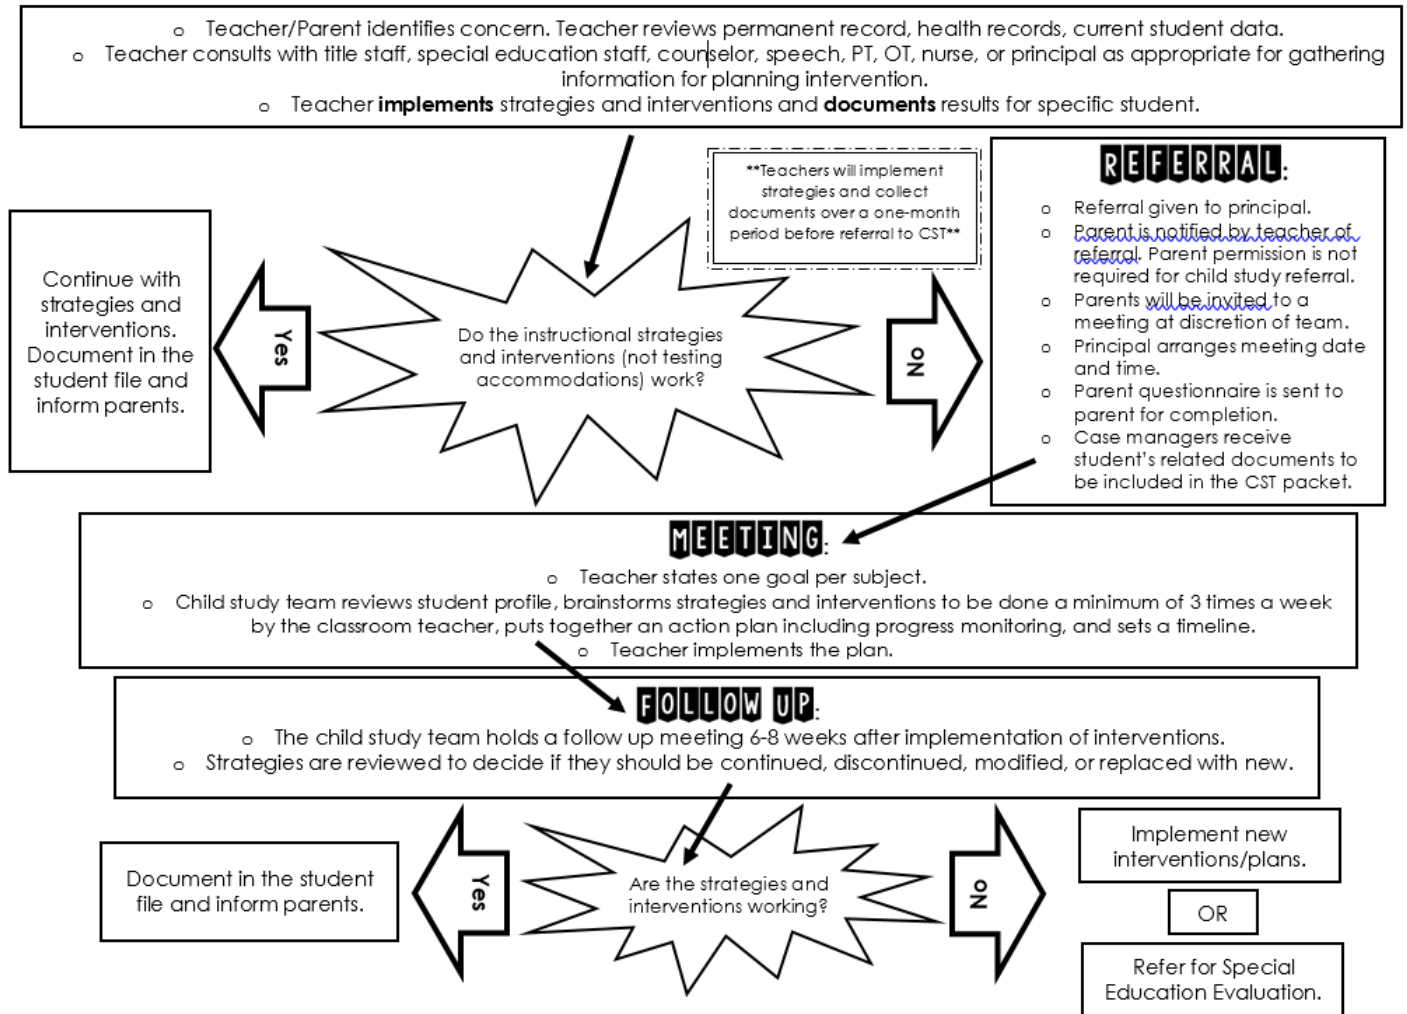 o Teacher/Parent identifies concern. Teacher reviews permanent record, health records, current student data.
o Teacher consults with title staff, special education staff, counselor, speech, PT, OT, nurse, or principal as appropriate for gathering
information for planning intervention.
o Teacher implements strategies and interventions and documents results for specific student.
**Teachers will implement
strategies and collect
documents over a one-month
period before referral to CST**
Continue with
strategies and
interventions.
Document in the
student file and
inform parents.
Yes
Do the instructional strategies
and interventions (not testing
accommodations) work?
No
REFERRAL:
o Referral given to principal.
o Parent is notified by teacher of
referral. Parent permission is not
required for child study referral.
o Parents will be invited to a
meeting at discretion of team.
o Principal arranges meeting date
and time.
o Parent questionnaire is sent to
parent for completion.
o Case managers receive
student's related documents to
be included in the CST packet.
MEETING:
o Teacher states one goal per subject.
o Child study team reviews student profile, brainstorms strategies and interventions to be done a minimum of 3 times a week
by the classroom teacher, puts together an action plan including progress monitoring, and sets a timeline.
o Teacher implements the plan.
FOLLOW UP:
o The child study team holds a follow up meeting 6-8 weeks after implementation of interventions.
o Strategies are reviewed to decide if they should be continued, discontinued, modified, or replaced with new.
Document in the student
file and inform parents.
Yes
Are the strategies and
interventions working?
No
Implement new
interventions/plans.
OR
Refer for Special
Education Evaluation.